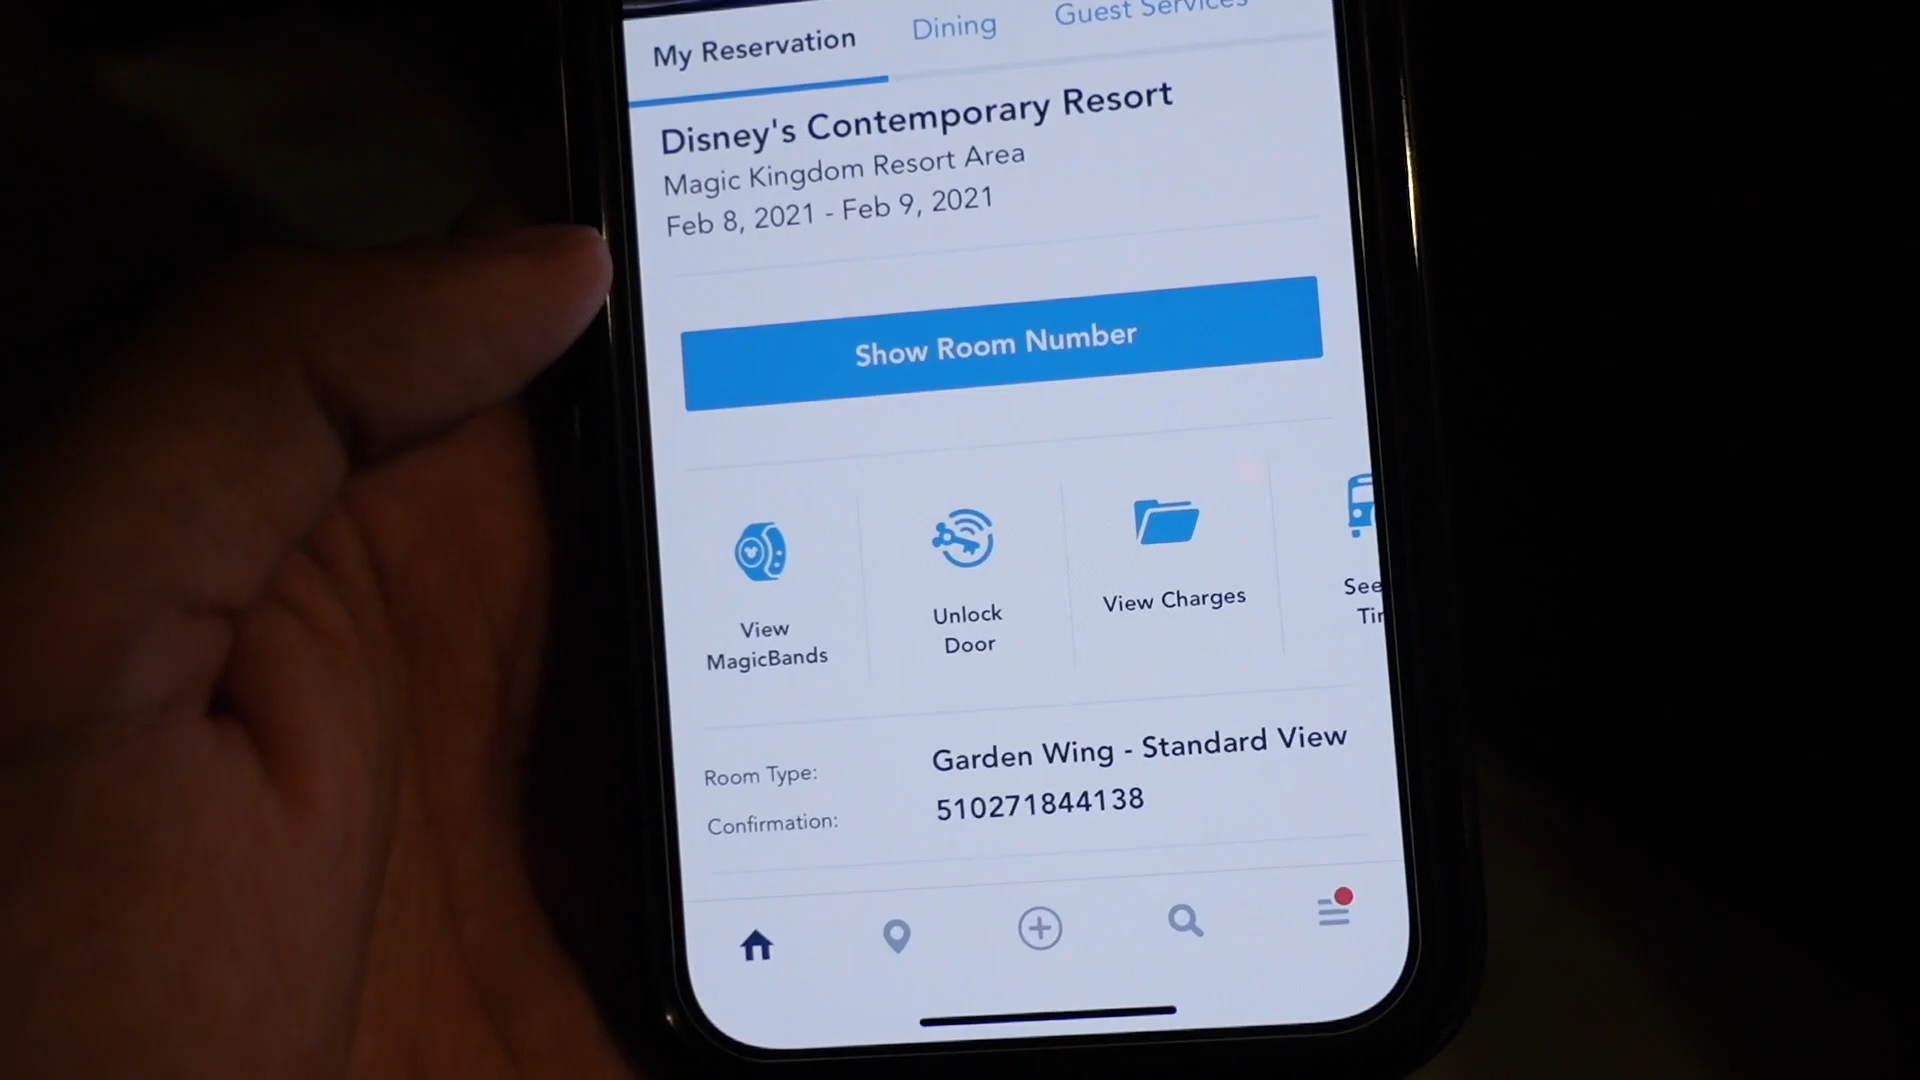 My Reservation
Dining
Guest Services
Disney's Contemporary Resort
Magic Kingdom Resort Area
Feb 8, 2021 - Feb 9, 2021
Show Room Number
View
MagicBands
Unlock
Door
View Charges
See
Room Type:
Garden Wing - Standard View
Confirmation:
510271844138